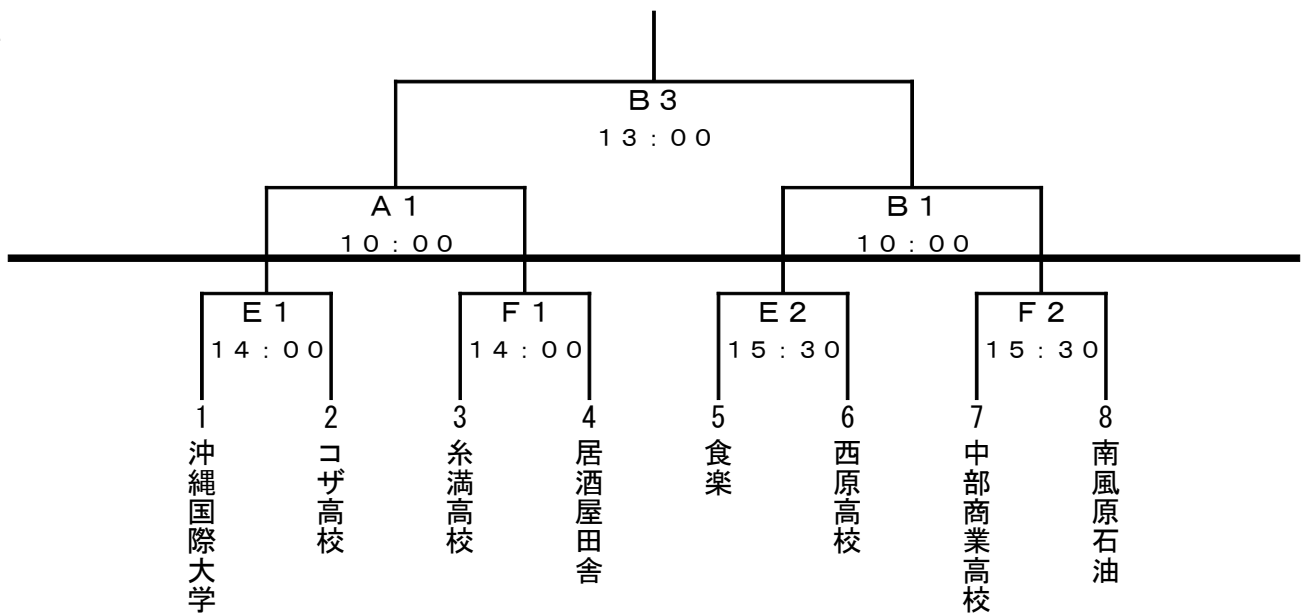 Ｂ３
１３：００
Ａ１
１０：００
Ｂ１
１０：００
Ｅ１
１４：００
Ｆ１
１４：００
Ｅ２
１５：３０
Ｆ２
１５：３０
1
沖縄国際大学
2
コザ高校
3
糸満高校
4
居酒屋田舎
5
食楽
6
西原高校
7
中部商業高校
8
南風原石油